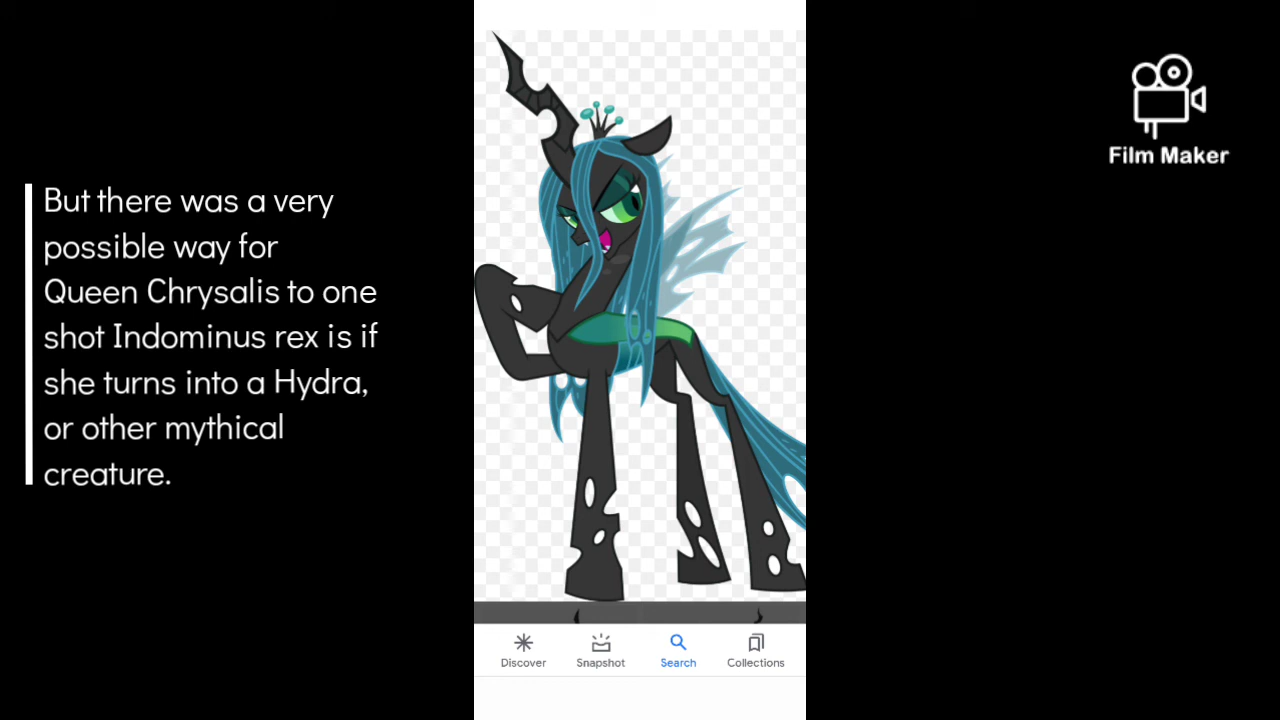 But there was a very
possible way for
Queen Chrysalis to one
shot Indominus rex is if
she turns into a Hydra,
or other mythical
creature.
Film Maker
Discover
Snapshot
Search
Collections